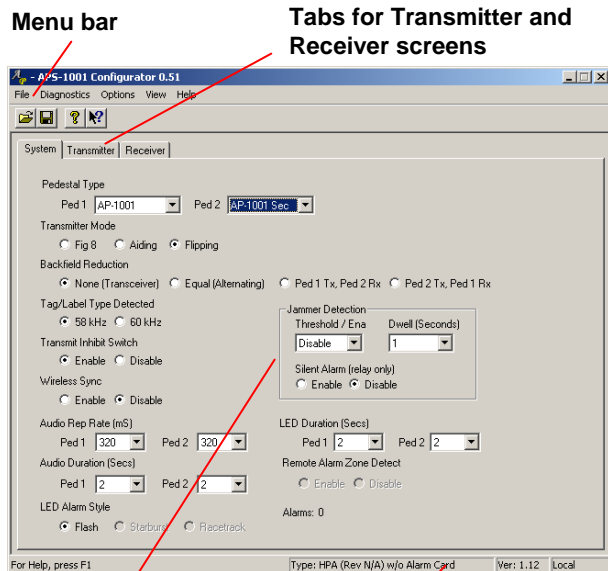 Menu bar
Tabs for Transmitter and
Receiver screens
- APS-1001 Configurator 0.51
File Diagnostics Options View Help
System Transmitter Receiver
Pedestal Type
Ped 1 AP-1001 Ped 2 AP-1001 Sec
Transmitter Mode
Fig 8 Aiding Flipping
Backfield Reduction
None (Transceiver) Equal (Alternating) Ped 1 Tx, Ped 2 Rx Ped 2 Tx, Ped 1 Rx
Tag/Label Type Detected
58 kHz 60 kHz
Jammer Detection
Threshold / Ena Dwell (Seconds)
Disable 1
Transmit Inhibit Switch
Enable Disable
Silent Alarm (relay only)
Enable Disable
Wireless Sync
Enable Disable
Audio Rep Rate (mS)
Ped 1 320 Ped 2 320
LED Duration (Secs)
Ped 1 2 Ped 2 2
Audio Duration (Secs)
Ped 1 2 Ped 2 2
Remote Alarm Zone Detect
Enable Disable
LED Alarm Style
Flash Starburst Racetrack
Alarms: 0
For Help, press F1 Type: HPA (Rev N/A) w/o Alarm Card Ver: 1.12 Local